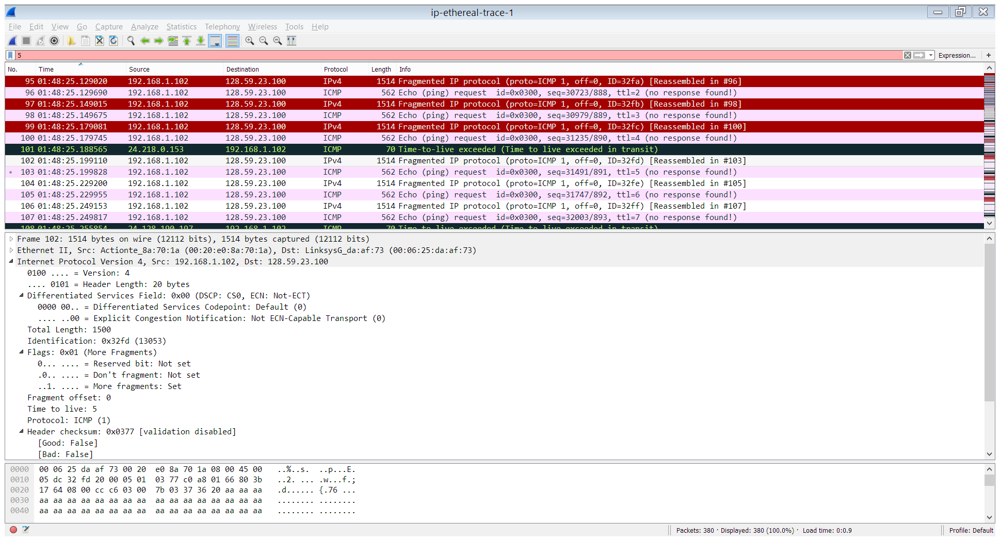 ip-ethereal-trace-1
File Edit View Go Capture Analyze Statistics Telephony Wireless Tools Help
5 Expression... +
No. Time Source Destination Protocol Length Info
95 01:48:25.129020 192.168.1.102 128.59.23.100 IPv4 1514 Fragmented IP protocol (proto=ICMP 1, off=0, ID=32fa) [Reassembled in #96]
96 01:48:25.129690 192.168.1.102 128.59.23.100 ICMP 562 Echo (ping) request id=0x0300, seq=30723/888, ttl=2 (no response found!)
97 01:48:25.149015 192.168.1.102 128.59.23.100 IPv4 1514 Fragmented IP protocol (proto=ICMP 1, off=0, ID=32fb) [Reassembled in #98]
98 01:48:25.149675 192.168.1.102 128.59.23.100 ICMP 562 Echo (ping) request id=0x0300, seq=30979/889, ttl=3 (no response found!)
99 01:48:25.179081 192.168.1.102 128.59.23.100 IPv4 1514 Fragmented IP protocol (proto=ICMP 1, off=0, ID=32fc) [Reassembled in #100]
100 01:48:25.179745 192.168.1.102 128.59.23.100 ICMP 562 Echo (ping) request id=0x0300, seq=31235/890, ttl=4 (no response found!)
101 01:48:25.188565 24.218.0.153 192.168.1.102 ICMP 70 Time-to-live exceeded (Time to live exceeded in transit)
102 01:48:25.199110 192.168.1.102 128.59.23.100 IPv4 1514 Fragmented IP protocol (proto=ICMP 1, off=0, ID=32fd) [Reassembled in #103]
103 01:48:25.199828 192.168.1.102 128.59.23.100 ICMP 562 Echo (ping) request id=0x0300, seq=31491/891, ttl=5 (no response found!)
104 01:48:25.229200 192.168.1.102 128.59.23.100 IPv4 1514 Fragmented IP protocol (proto=ICMP 1, off=0, ID=32fe) [Reassembled in #105]
105 01:48:25.229955 192.168.1.102 128.59.23.100 ICMP 562 Echo (ping) request id=0x0300, seq=31747/892, ttl=6 (no response found!)
106 01:48:25.249153 192.168.1.102 128.59.23.100 IPv4 1514 Fragmented IP protocol (proto=ICMP 1, off=0, ID=32ff) [Reassembled in #107]
107 01:48:25.249817 192.168.1.102 128.59.23.100 ICMP 562 Echo (ping) request id=0x0300, seq=32003/893, ttl=7 (no response found!)
108 01:48:25.255854 24.128.190.197 192.168.1.102 ICMP 70 Time-to-live exceeded (Time to live exceeded in transit)
Frame 102: 1514 bytes on wire (12112 bits), 1514 bytes captured (12112 bits)
Ethernet II, Src: Actionte_8a:70:1a (00:20:e0:8a:70:1a), Dst: LinksysG_da:af:73 (00:06:25:da:af:73)
Internet Protocol Version 4, Src: 192.168.1.102, Dst: 128.59.23.100
0100 .... = Version: 4
.... 0101 = Header Length: 20 bytes
Differentiated Services Field: 0x00 (DSCP: CS0, ECN: Not-ECT)
0000 00.. = Differentiated Services Codepoint: Default (0)
.... ..00 = Explicit Congestion Notification: Not ECN-Capable Transport (0)
Total Length: 1500
Identification: 0x32fd (13053)
Flags: 0x01 (More Fragments)
0... .... = Reserved bit: Not set
.0.. .... = Don't fragment: Not set
..1. .... = More fragments: Set
Fragment offset: 0
Time to live: 5
Protocol: ICMP (1)
Header checksum: 0x0377 [validation disabled]
[Good: False]
[Bad: False]
0000 00 06 25 da af 73 00 20 e0 8a 70 1a 08 00 45 00 ..%..s. ..p...E.
0010 05 dc 32 fd 20 00 05 01 03 77 c0 a8 01 66 80 3b ..2. ... .w...f.;
0020 17 64 08 00 cc c6 03 00 7b 03 37 36 20 aa aa aa .d...... {.76 ...
0030 aa aa aa aa aa aa aa aa aa aa aa aa aa aa aa aa ........ ........
0040 aa aa aa aa aa aa aa aa aa aa aa aa aa aa aa aa ........ ........
Packets: 380 · Displayed: 380 (100.0%) · Load time: 0:0.9 Profile: Default